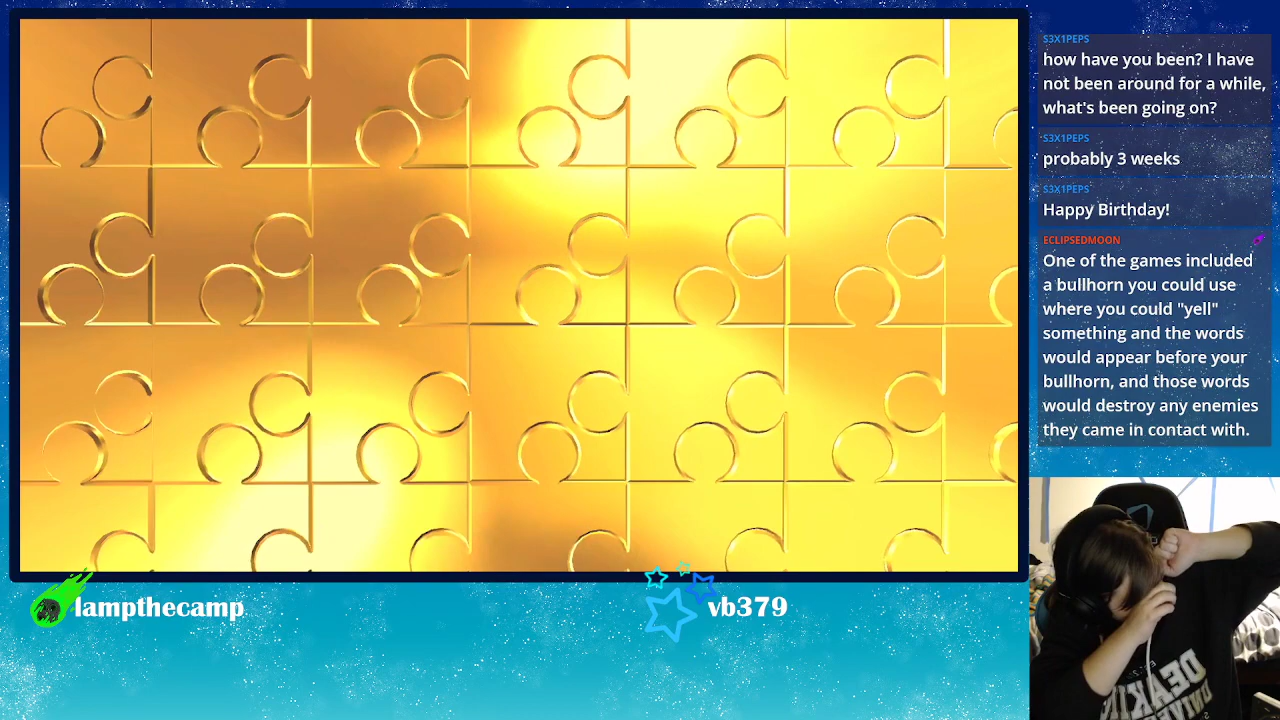 S3X1PEPS
how have you been? I have
not been around for a while,
what's been going on?
S3X1PEPS
probably 3 weeks
S3X1PEPS
Happy Birthday!
ECLIPSEDMOON
One of the games included
a bullhorn you could use
where you could "yell"
something and the words
would appear before your
bullhorn, and those words
would destroy any enemies
they came in contact with.
lampthecamp
vb379